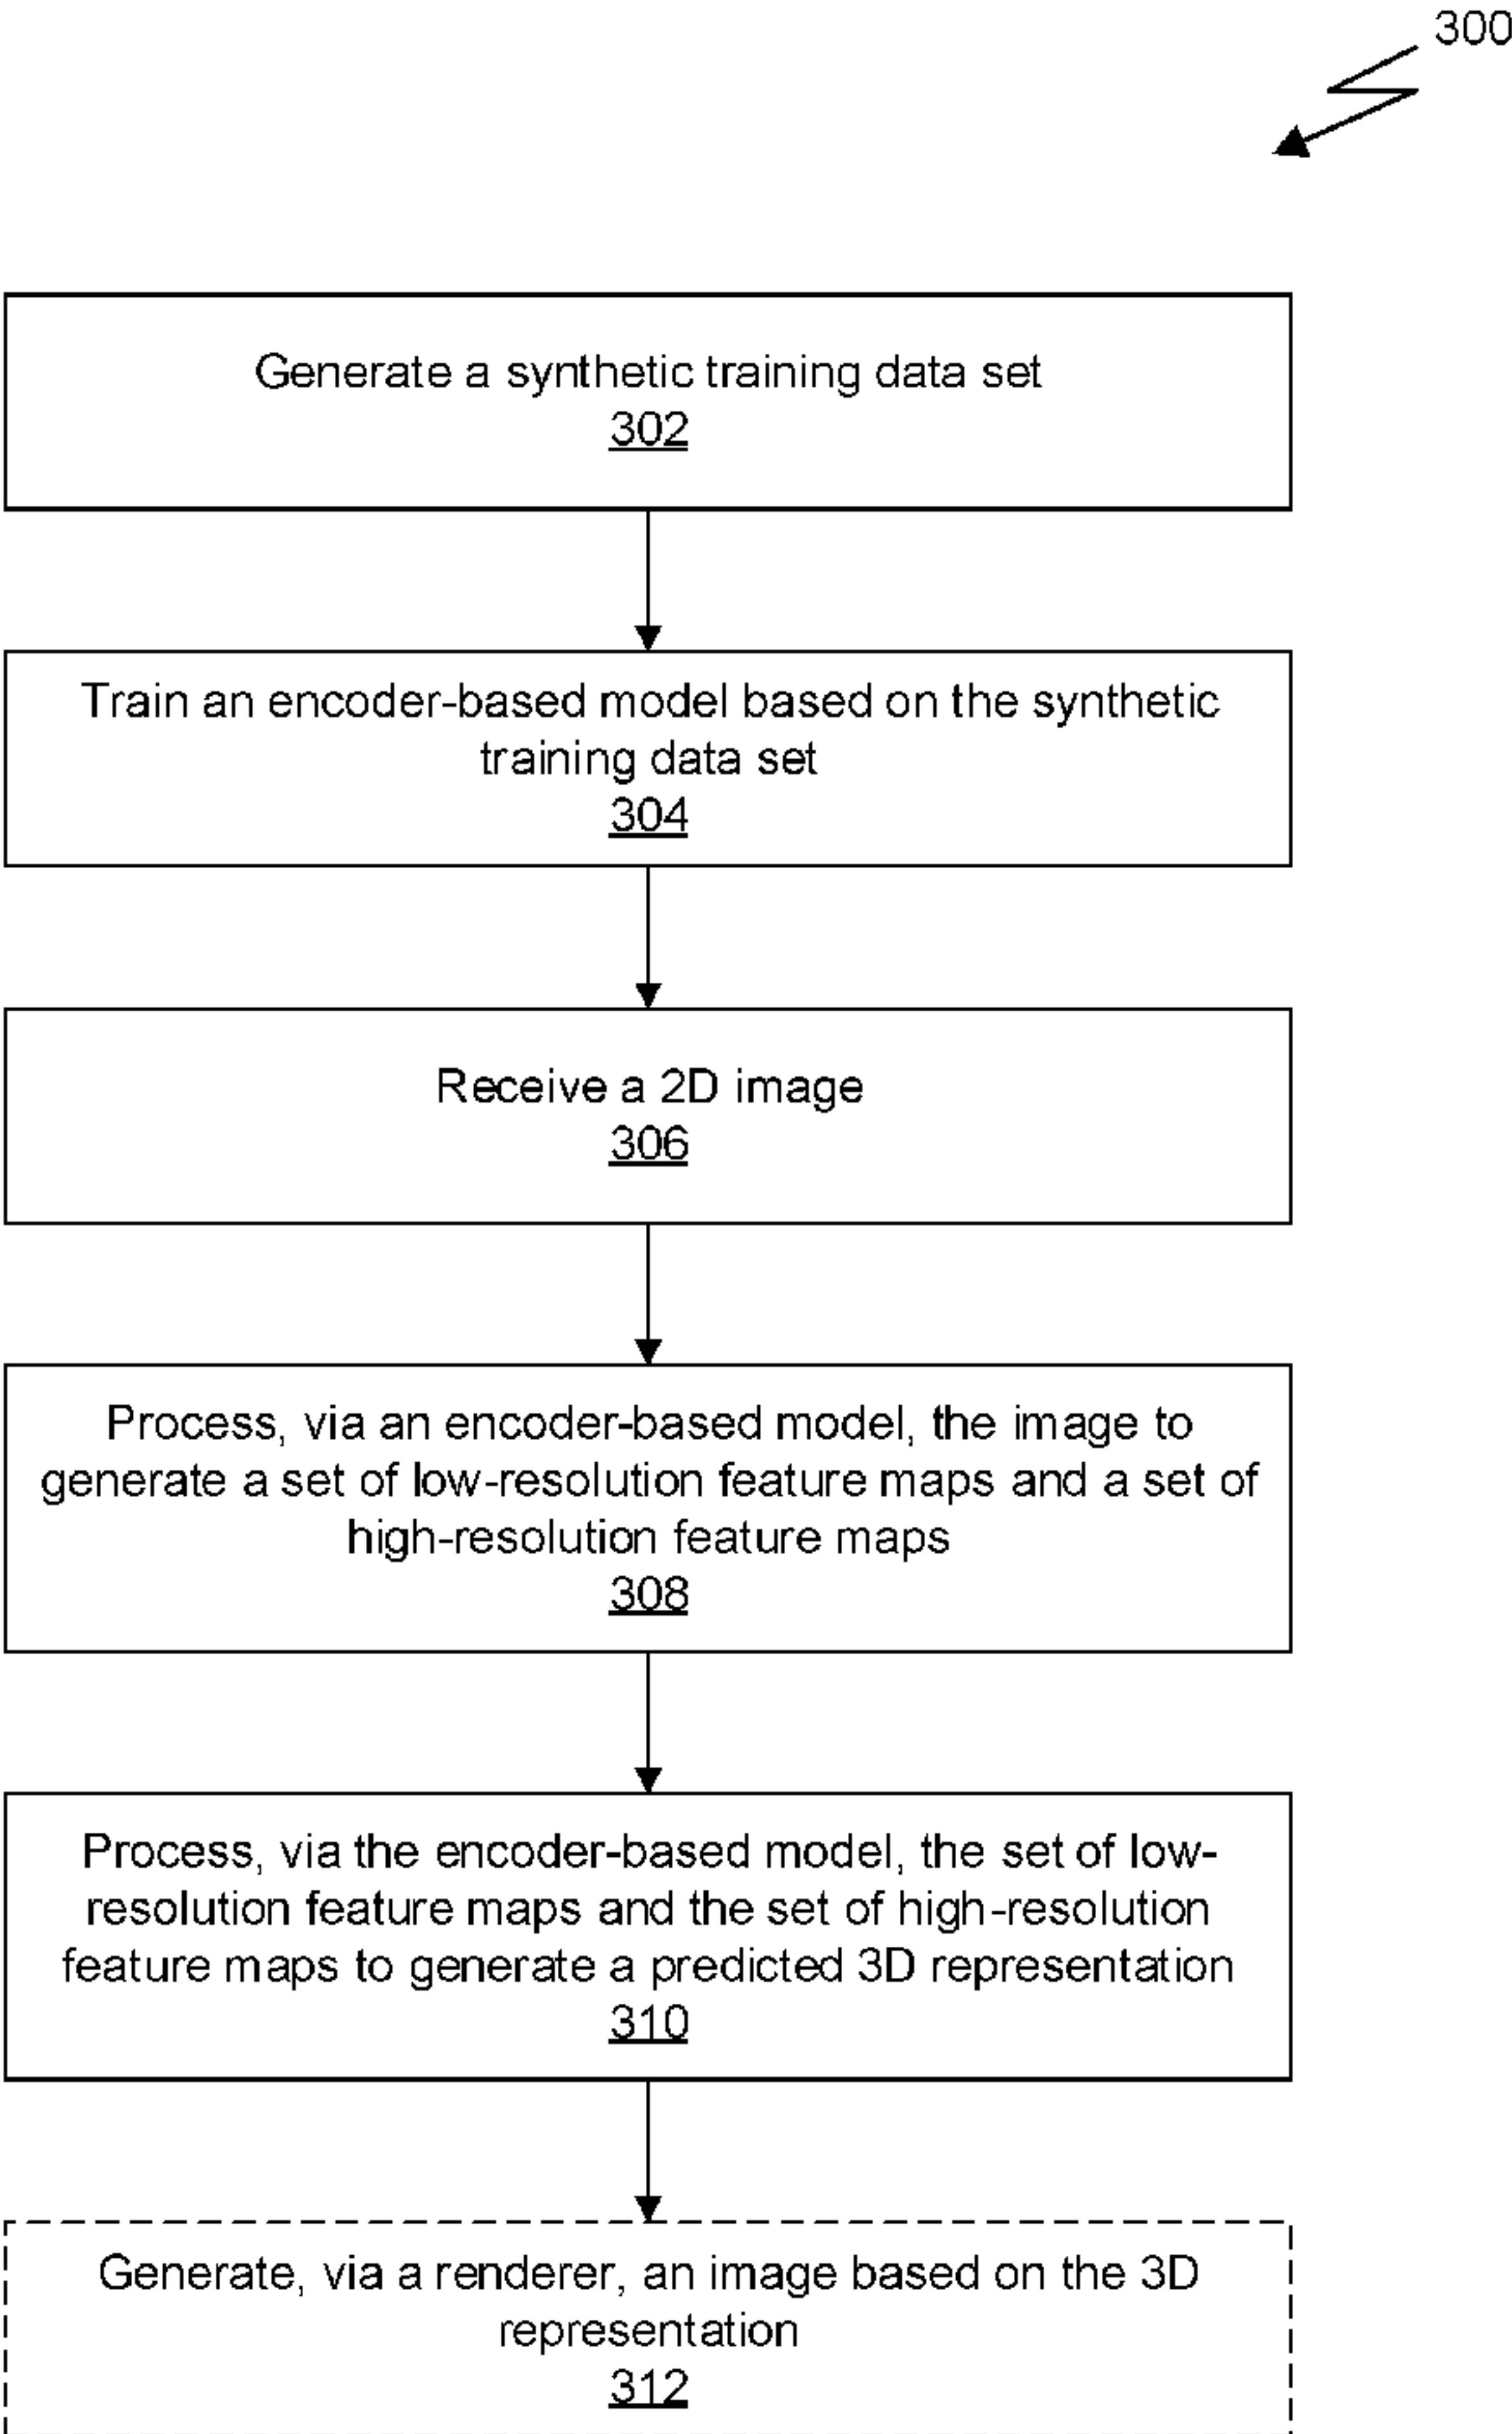 300
Generate a synthetic training data set
302
Train an encoder-based model based on the synthetic
training data set
304
Receive a 2D image
306
Process, via an encoder-based model, the image to
generate a set of low-resolution feature maps and a set of
high-resolution feature maps
308
Process, via the encoder-based model, the set of low-
resolution feature maps and the set of high-resolution
feature maps to generate a predicted 3D representation
310
Generate, via a renderer, an image based on the 3D
representation
312